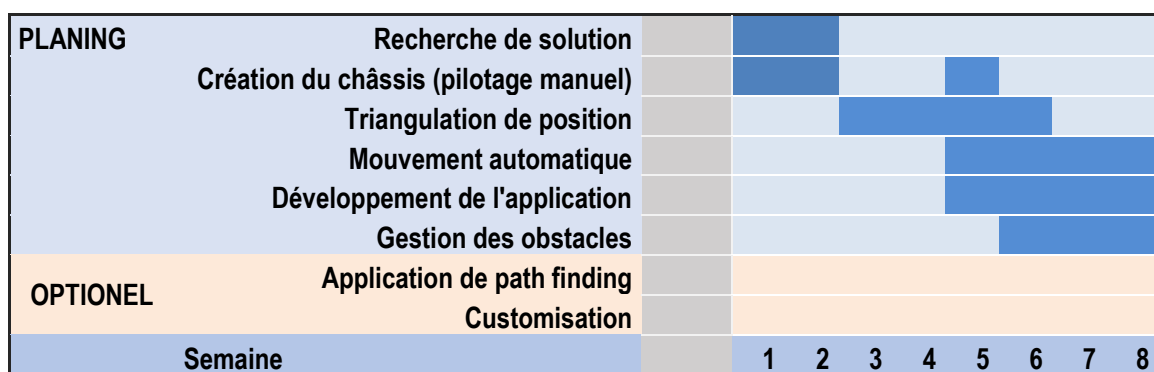 PLANING Recherche de solution
Création du châssis (pilotage manuel)
Triangulation de position
Mouvement automatique
Développement de l'application
Gestion des obstacles
OPTIONEL Application de path finding
Customisation
Semaine 1 2 3 4 5 6 7 8